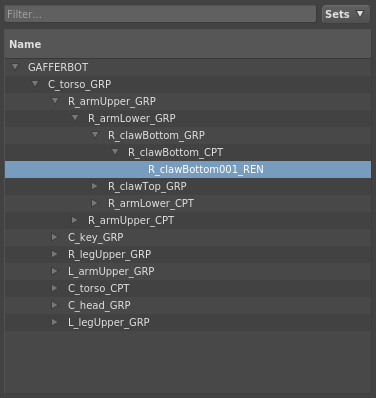 Filter...
Sets
Name
GAFFERBOT
C_torso_GRP
R_armUpper_GRP
R_armLower_GRP
R_clawBottom_GRP
R_clawBottom_CPT
R_clawBottom001_REN
R_clawTop_GRP
R_armLower_CPT
R_armUpper_CPT
C_key_GRP
R_legUpper_GRP
L_armUpper_GRP
C_torso_CPT
C_head_GRP
L_legUpper_GRP